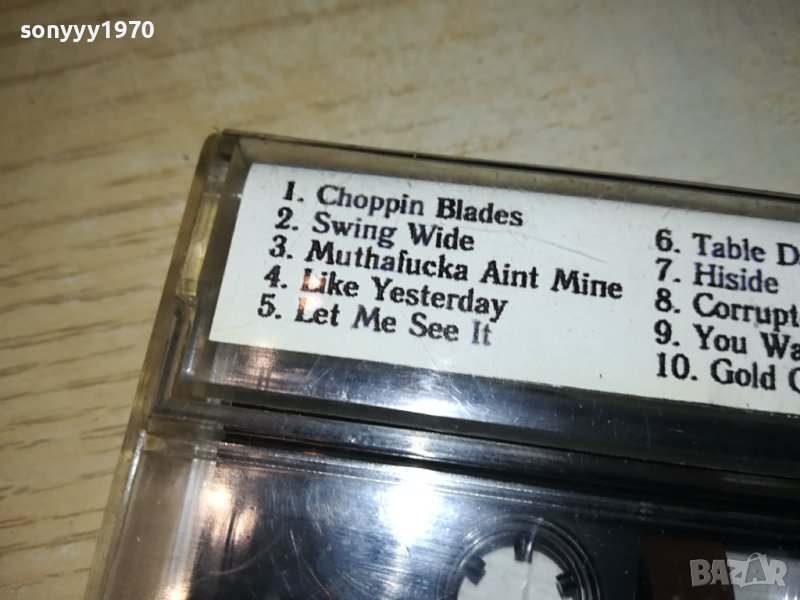 sonyyy1970
1. Choppin Blades
2. Swing Wide
3. Muthafucka Aint Mine
4. Like Yesterday
5. Let Me See It
6. Table D
7. Hiside
8. Corrupt
9. You Wa
10. Gold
BAZAR